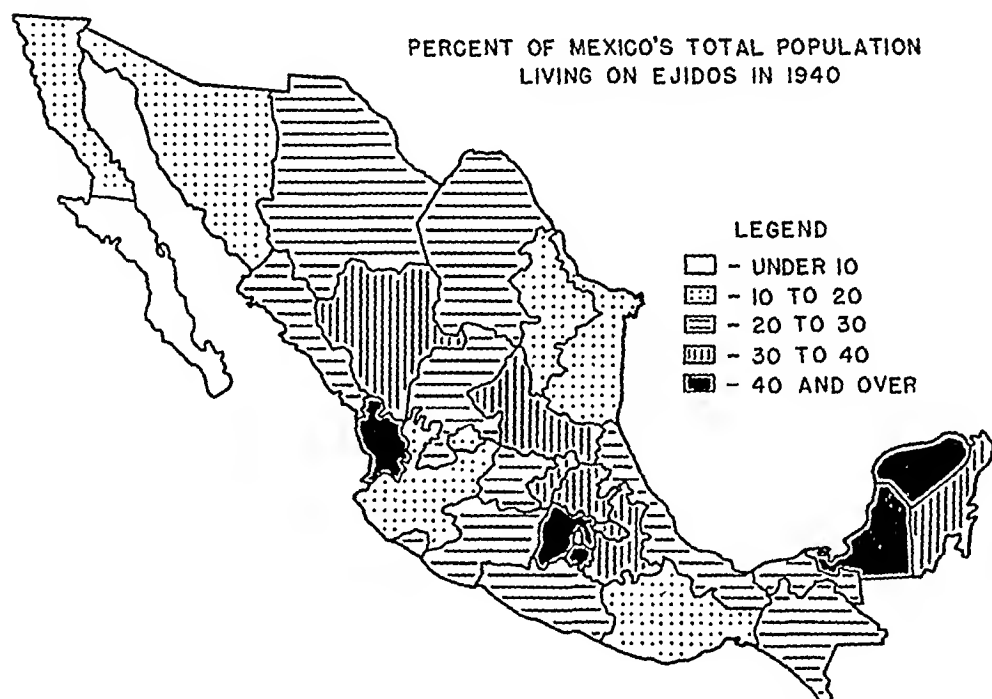 PERCENT OF MEXICO'S TOTAL POPULATION
LIVING ON EJIDOS IN 1940
LEGEND
- UNDER 10
- 10 TO 20
- 20 TO 30
- 30 TO 40
- 40 AND OVER